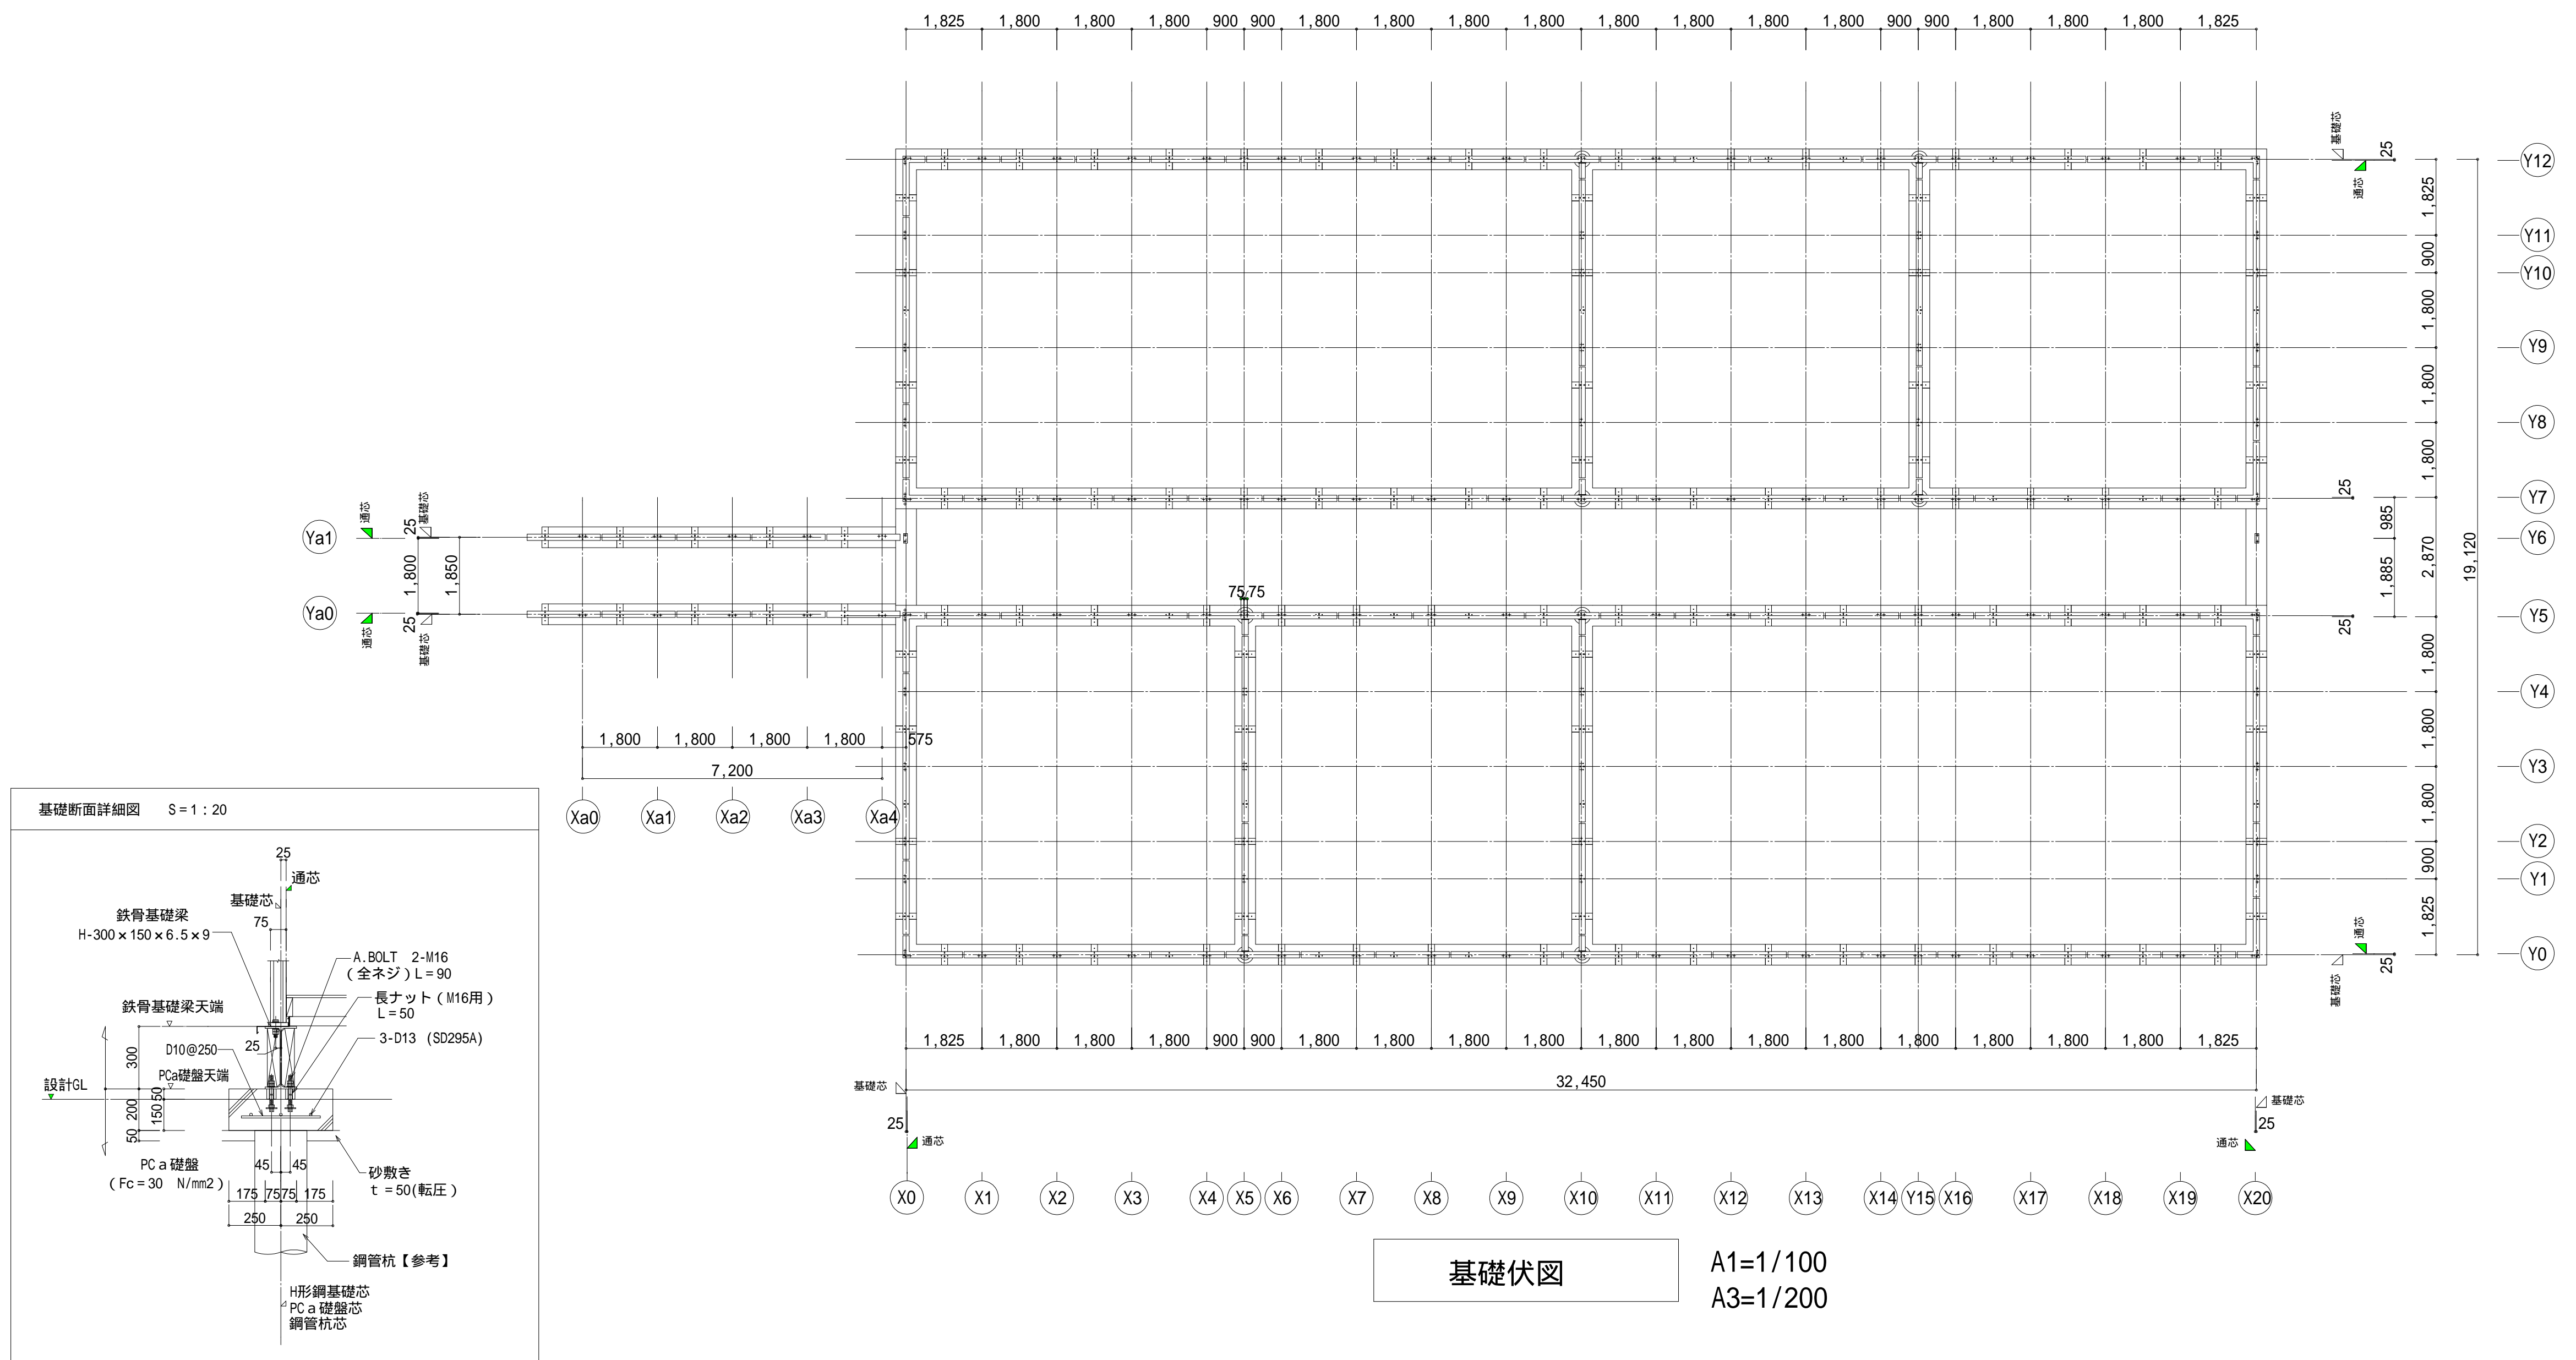 1,825 1,800 1,800 1,800 900 900 1,800 1,800 1,800 1,800 1,800 1,800 1,800 1,800 900 900 1,800 1,800 1,800 1,825
基礎芯
25
通芯
Y12
1,825
Y11
900
Y10
1,800
Y9
1,800
Y8
1,800
25
Y7
985
Y6
2,870
19,120
1,885
Y5
25
1,800
Y4
1,800
Y3
1,800
Y2
900
Y1
1,825
通芯
Y0
25
基礎芯
通芯
25
基礎芯
Ya1
1,800
1,850
Ya0
通芯
25
基礎芯
75 75
1,800 1,800 1,800 1,800 575
7,200
Xa0 Xa1 Xa2 Xa3 Xa4
1,825 1,800 1,800 1,800 900 900 1,800 1,800 1,800 1,800 1,800 1,800 1,800 1,800 900 900 1,800 1,800 1,800 1,825
32,450
基礎芯
25
通芯
基礎芯
25
通芯
X0 X1 X2 X3 X4 X5 X6 X7 X8 X9 X10 X11 X12 X13 X14 Y15 X16 X17 X18 X19 X20
基礎断面詳細図 S=1:20
25
通芯
基礎芯
75
鉄骨基礎梁
H-300×150×6.5×9
A.BOLT 2-M16
(全ネジ)L=90
長ナット(M16用)
L=50
鉄骨基礎梁天端
3-D13 (SD295A)
300
25
D10@250
PCa礎盤天端
設計GL
50
200
150
50
PCa礎盤
(Fc=30 N/mm2)
45 45
砂敷き
t=50(転圧)
175 75 75 175
250 250
鋼管杭【参考】
H形鋼基礎芯
PCa礎盤芯
鋼管杭芯
基礎伏図
A1=1/100
A3=1/200